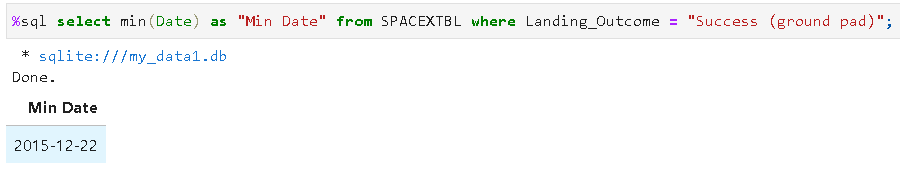 %sql select min(Date) as "Min Date" from SPACEXTBL where Landing_Outcome = "Success (ground pad)";
* sqlite:///my_data1.db
Done.
Min Date
2015-12-22